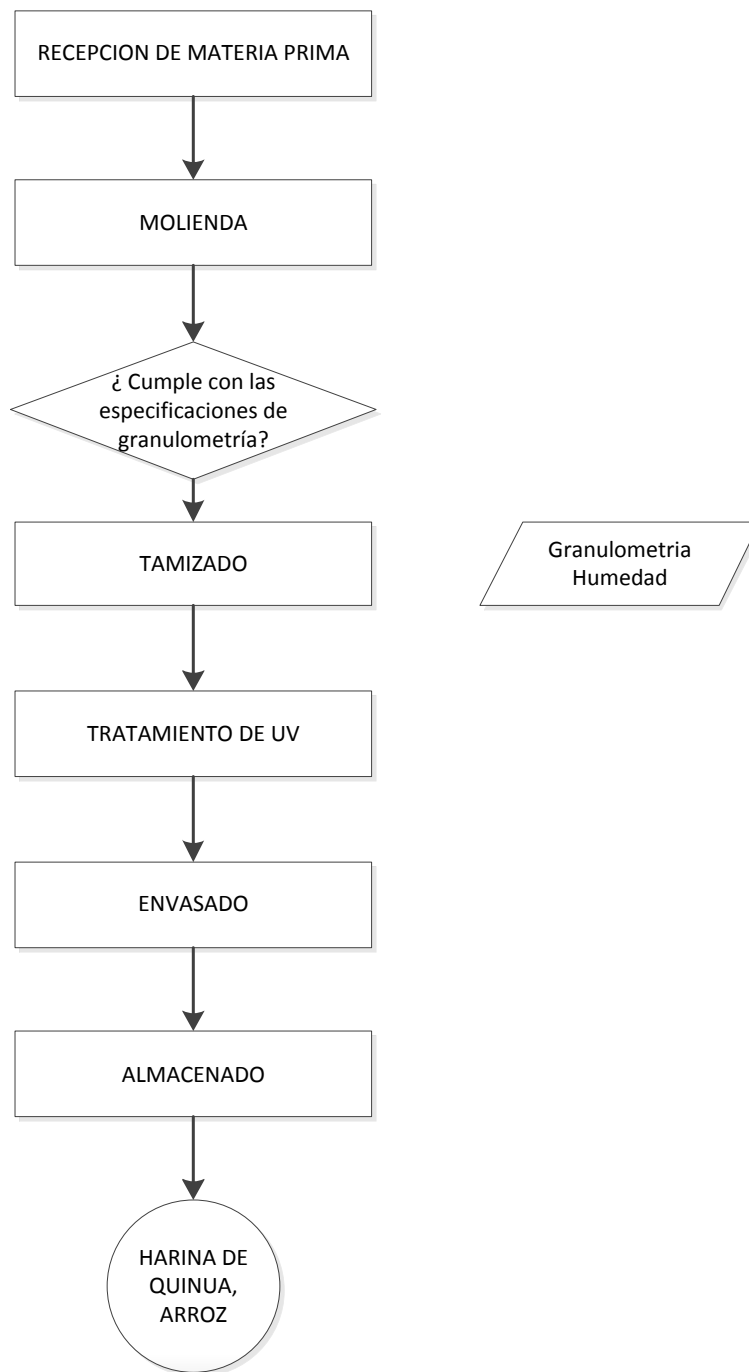 RECEPCION DE MATERIA PRIMA
MOLIENDA
¿ Cumple con las
especificaciones de
granulometría?
TAMIZADO
Granulometria
Humedad
TRATAMIENTO DE UV
ENVASADO
ALMACENADO
HARINA DE
QUINUA,
ARROZ